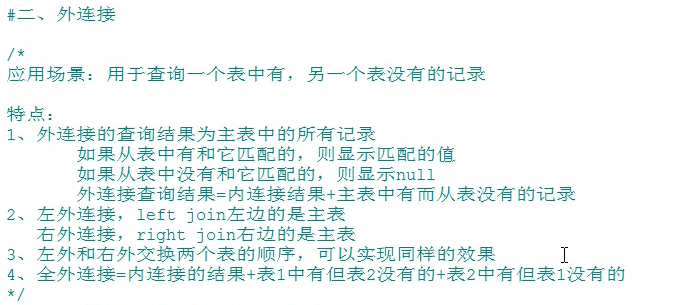 #二、外连接
/*
应用场景：用于查询一个表中有，另一个表没有的记录
特点：
1、外连接的查询结果为主表中的所有记录
如果从表中有和它匹配的，则显示匹配的值
如果从表中没有和它匹配的，则显示null
外连接查询结果=内连接结果+主表中有而从表没有的记录
2、左外连接，left join左边的是主表
右外连接，right join右边的是主表
3、左外和右外交换两个表的顺序，可以实现同样的效果
4、全外连接=内连接的结果+表1中有但表2没有的+表2中有但表1没有的
*/